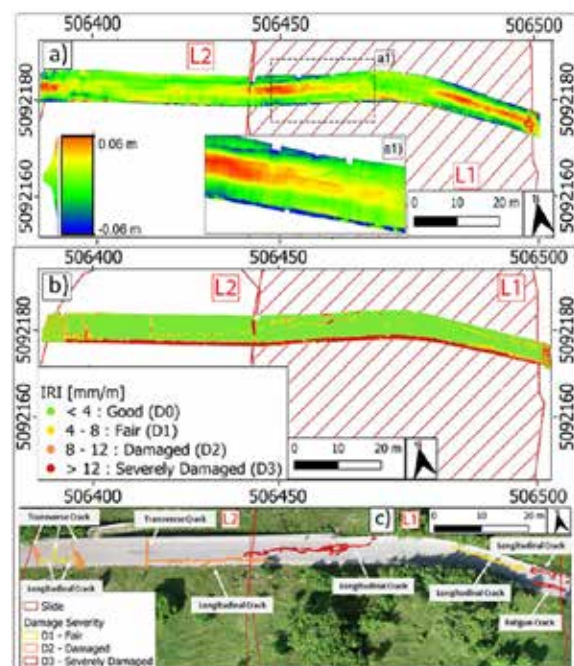 506400 506450 506500
a) L2 a1)
5092180 5092180
0.06 m a1)
L1
5092160 5092160
-0.06 m
0 10 20 m
506400 506450 506500
b) L2 L1
5092180 5092180
IRI [mm/m]
< 4 : Good (D0)
4 - 8 : Fair (D1)
8 - 12 : Damaged (D2)
> 12 : Severely Damaged (D3)
5092160 5092160
0 10 20 m
506400 506450 506500
Transverse Crack Transverse Crack L2 c) L1 0 10 20 m
Longitudinal Crack
Longitudinal Crack Longitudinal Crack Longitudinal Crack Longitudinal Crack
Fatigue Crack
Slide
Damage Severity
D1 - Fair
D2 - Damaged
D3 - Severely Damaged